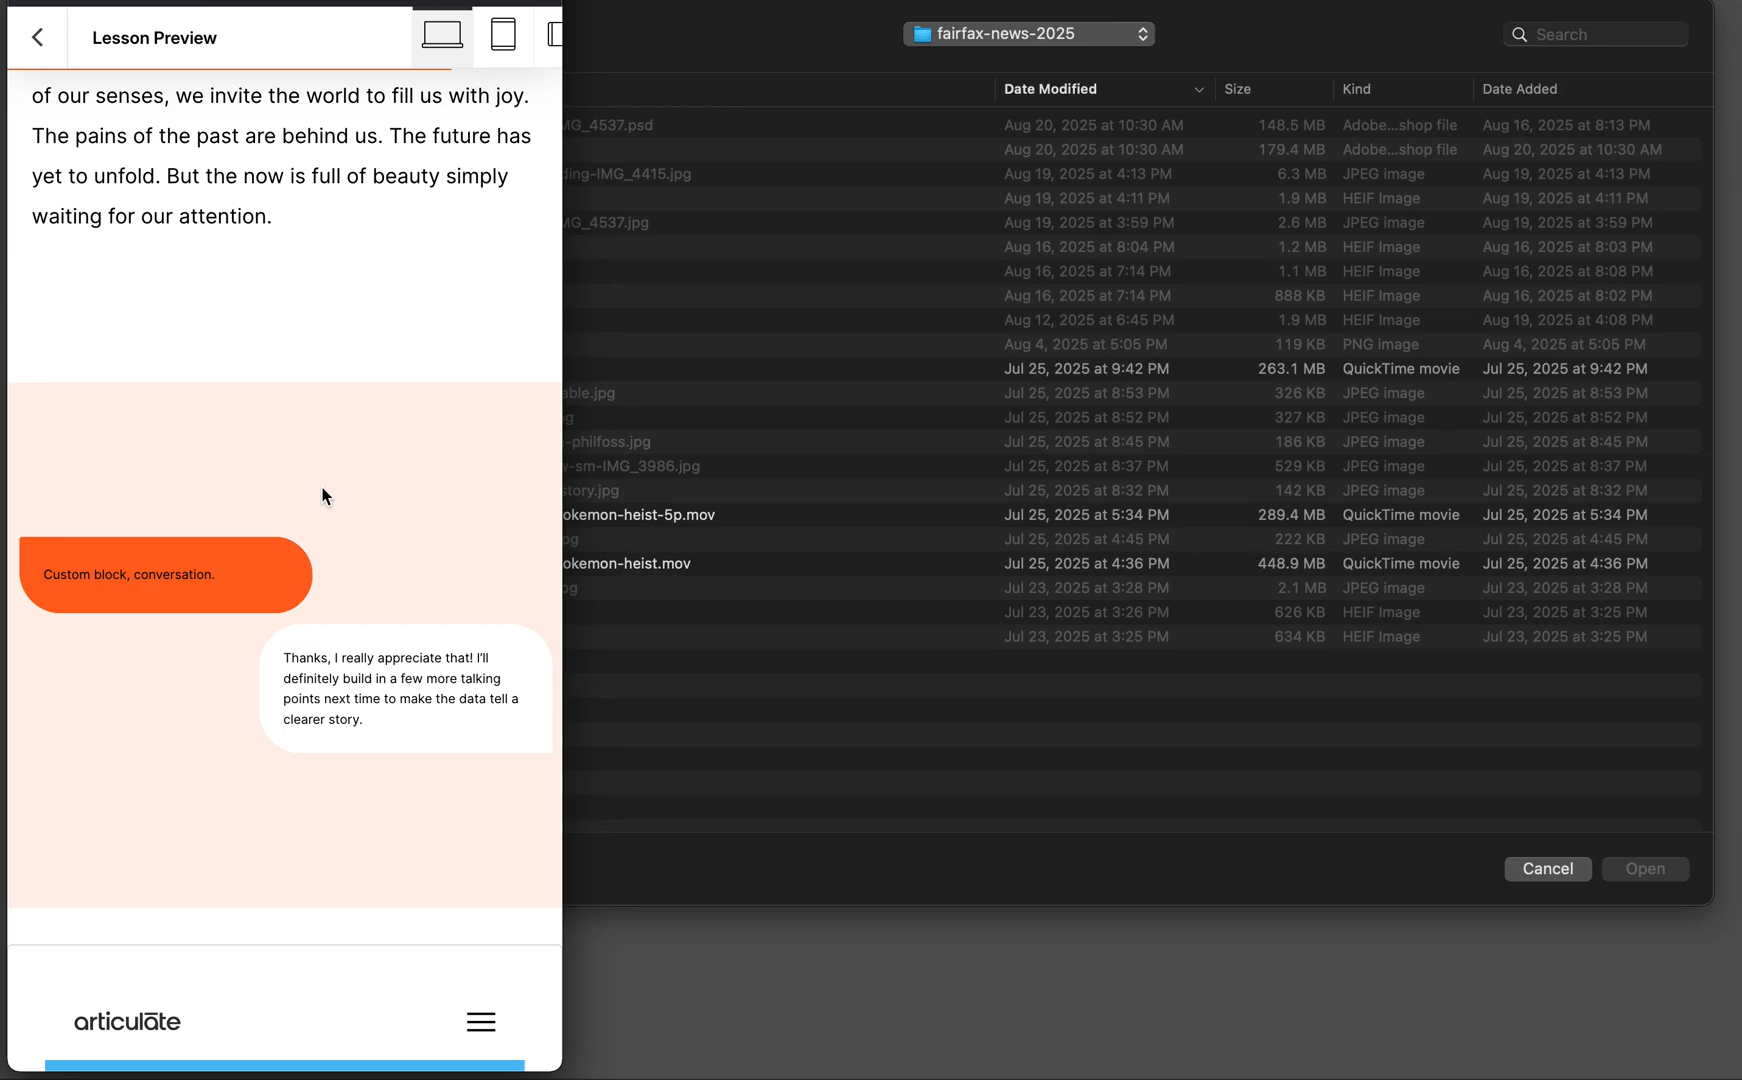 Lesson Preview
of our senses, we invite the world to fill us with joy.
The pains of the past are behind us. The future has
yet to unfold. But the now is full of beauty simply
waiting for our attention.
Custom block, conversation.
Thanks, I really appreciate that! I'll
definitely build in a few more talking
points next time to make the data tell a
clearer story.
articulate
fairfax-news-2025
Search
Date Modified Size Kind Date Added
MG_4537.psd Aug 20, 2025 at 10:30 AM 148.5 MB Adobe...shop file Aug 16, 2025 at 8:13 PM
Aug 20, 2025 at 10:30 AM 179.4 MB Adobe...shop file Aug 20, 2025 at 10:30 AM
ding-IMG_4415.jpg Aug 19, 2025 at 4:13 PM 6.3 MB JPEG image Aug 19, 2025 at 4:13 PM
Aug 19, 2025 at 4:11 PM 1.9 MB HEIF Image Aug 19, 2025 at 4:11 PM
MG_4537.jpg Aug 19, 2025 at 3:59 PM 2.6 MB JPEG image Aug 19, 2025 at 3:59 PM
Aug 16, 2025 at 8:04 PM 1.2 MB HEIF Image Aug 16, 2025 at 8:03 PM
Aug 16, 2025 at 7:14 PM 1.1 MB HEIF Image Aug 16, 2025 at 8:08 PM
Aug 16, 2025 at 7:14 PM 888 KB HEIF Image Aug 16, 2025 at 8:02 PM
Aug 12, 2025 at 6:45 PM 1.9 MB HEIF Image Aug 19, 2025 at 4:08 PM
Aug 4, 2025 at 5:05 PM 119 KB PNG image Aug 4, 2025 at 5:05 PM
Jul 25, 2025 at 9:42 PM 263.1 MB QuickTime movie Jul 25, 2025 at 9:42 PM
able.jpg Jul 25, 2025 at 8:53 PM 326 KB JPEG image Jul 25, 2025 at 8:53 PM
g Jul 25, 2025 at 8:52 PM 327 KB JPEG image Jul 25, 2025 at 8:52 PM
-philfoss.jpg Jul 25, 2025 at 8:45 PM 186 KB JPEG image Jul 25, 2025 at 8:45 PM
w-sm-IMG_3986.jpg Jul 25, 2025 at 8:37 PM 529 KB JPEG image Jul 25, 2025 at 8:37 PM
story.jpg Jul 25, 2025 at 8:32 PM 142 KB JPEG image Jul 25, 2025 at 8:32 PM
okemon-heist-5p.mov Jul 25, 2025 at 5:34 PM 289.4 MB QuickTime movie Jul 25, 2025 at 5:34 PM
pg Jul 25, 2025 at 4:45 PM 222 KB JPEG image Jul 25, 2025 at 4:45 PM
okemon-heist.mov Jul 25, 2025 at 4:36 PM 448.9 MB QuickTime movie Jul 25, 2025 at 4:36 PM
pg Jul 23, 2025 at 3:28 PM 2.1 MB JPEG image Jul 23, 2025 at 3:28 PM
Jul 23, 2025 at 3:26 PM 626 KB HEIF Image Jul 23, 2025 at 3:25 PM
Jul 23, 2025 at 3:25 PM 634 KB HEIF Image Jul 23, 2025 at 3:25 PM
Cancel Open